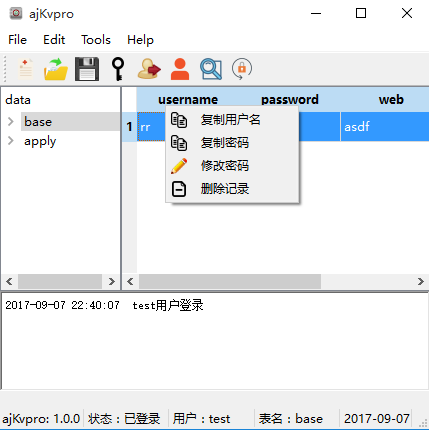 ajKvpro
File Edit Tools Help
data
base
apply
username password web
1 rr asdf
复制用户名
复制密码
修改密码
删除记录
2017-09-07 22:40:07 test用户登录
ajKvpro: 1.0.0 状态：已登录 用户：test 表名：base 2017-09-07